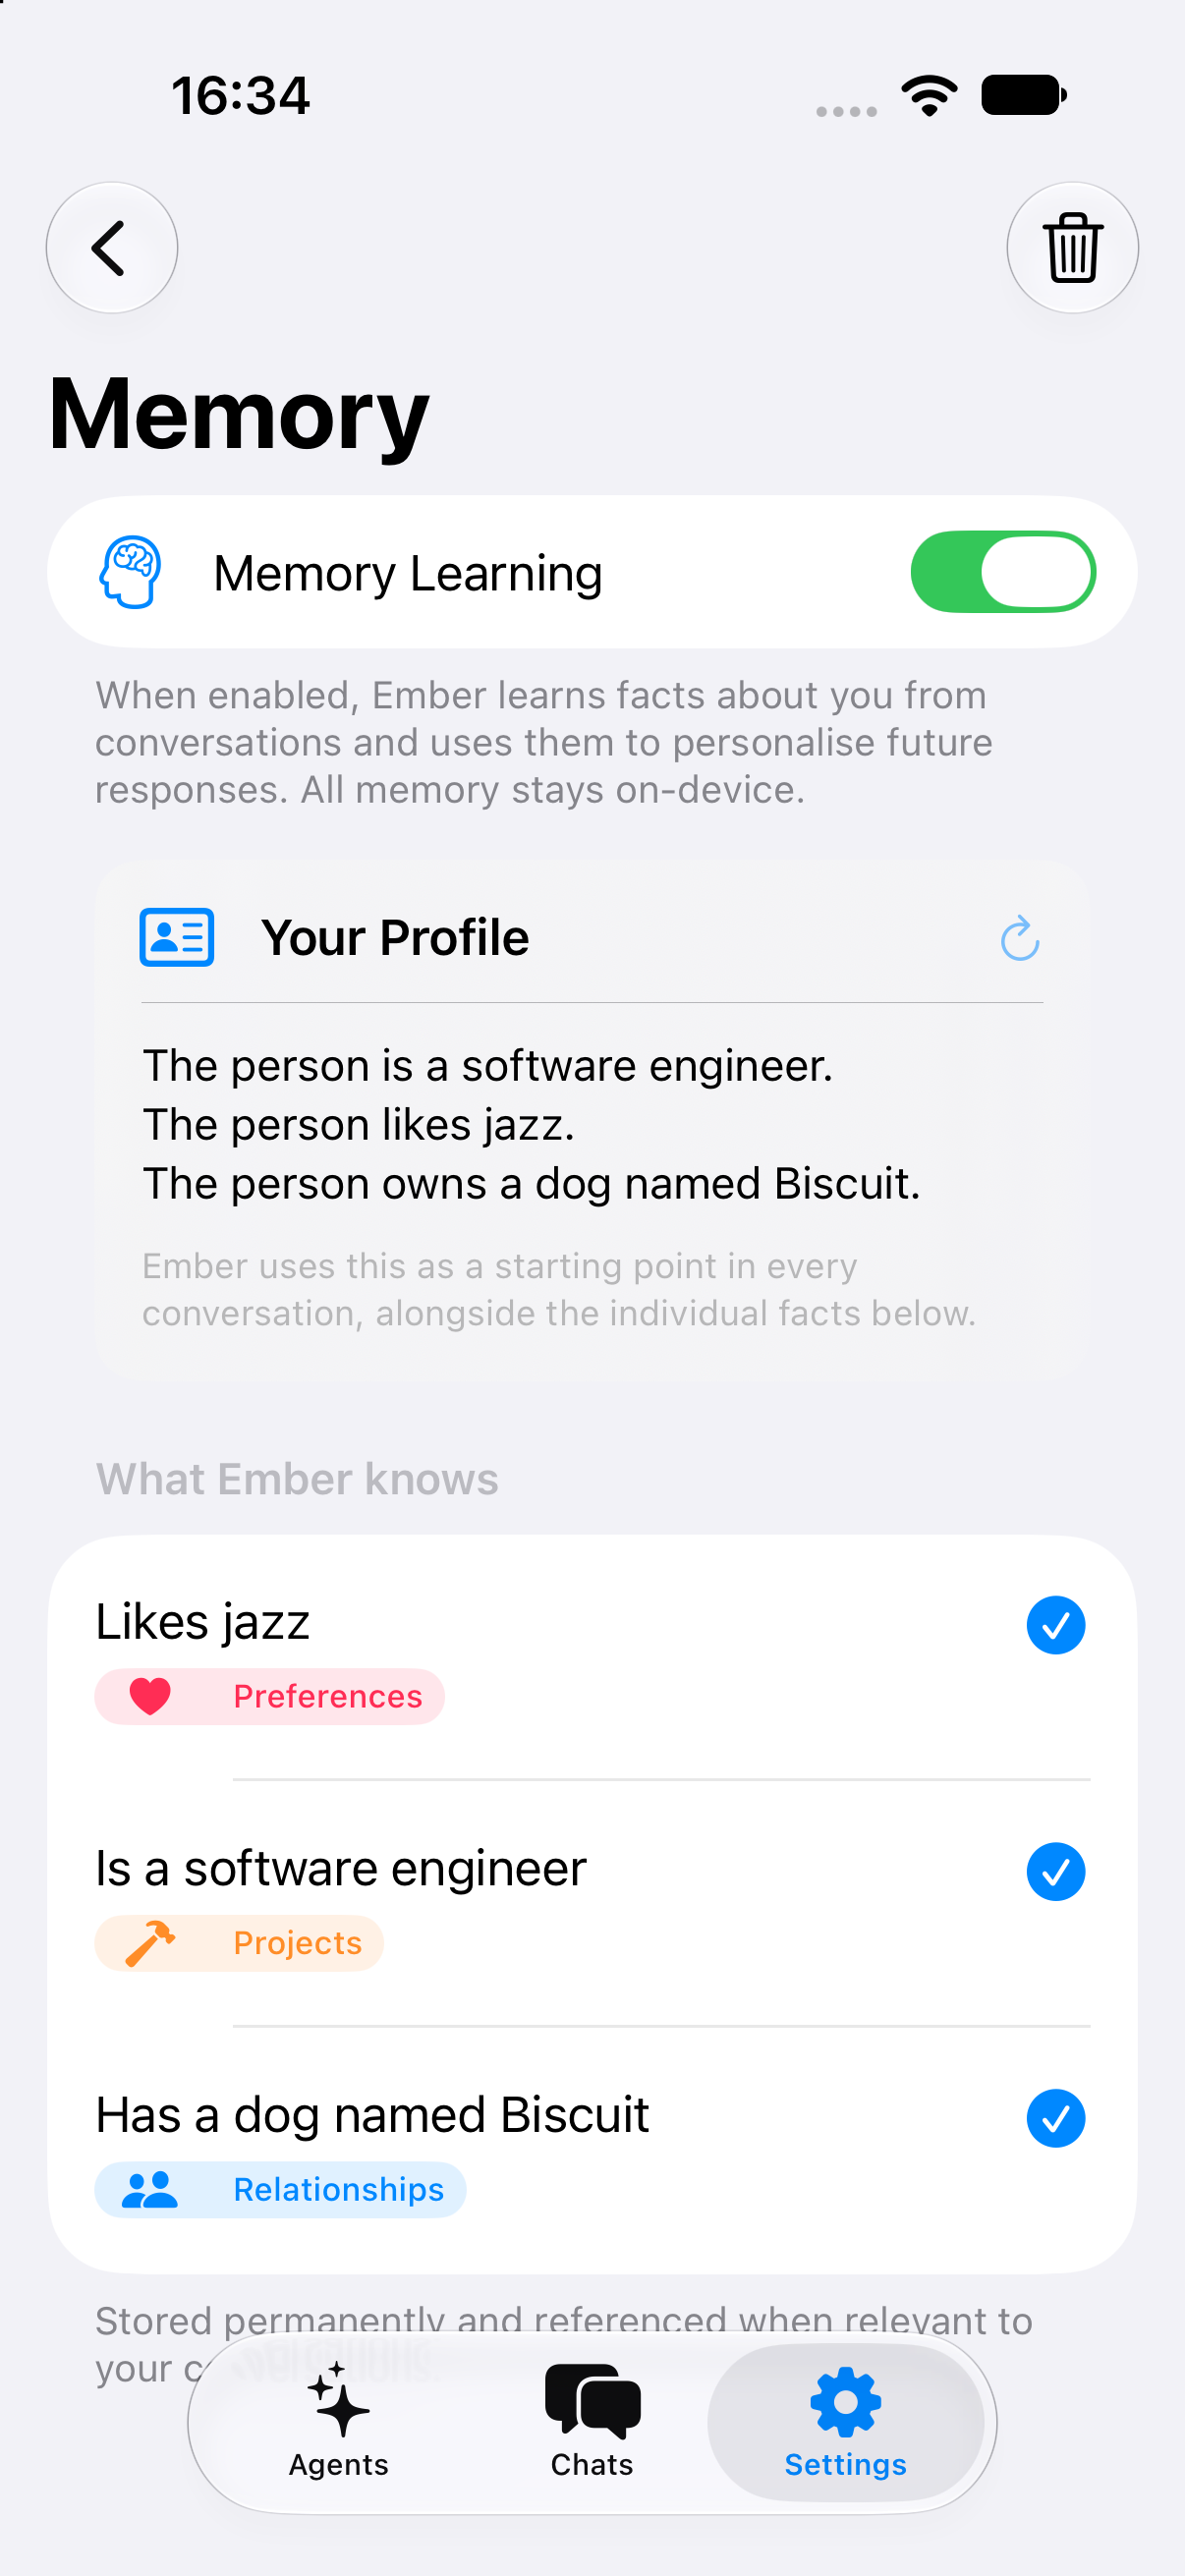 16:34
Memory
Memory Learning
When enabled, Ember learns facts about you from
conversations and uses them to personalise future
responses. All memory stays on-device.
Your Profile
The person is a software engineer.
The person likes jazz.
The person owns a dog named Biscuit.
Ember uses this as a starting point in every
conversation, alongside the individual facts below.
What Ember knows
Likes jazz
Preferences
Is a software engineer
Projects
Has a dog named Biscuit
Relationships
Stored permanently and referenced when relevant to
your
Agents
Chats
Settings